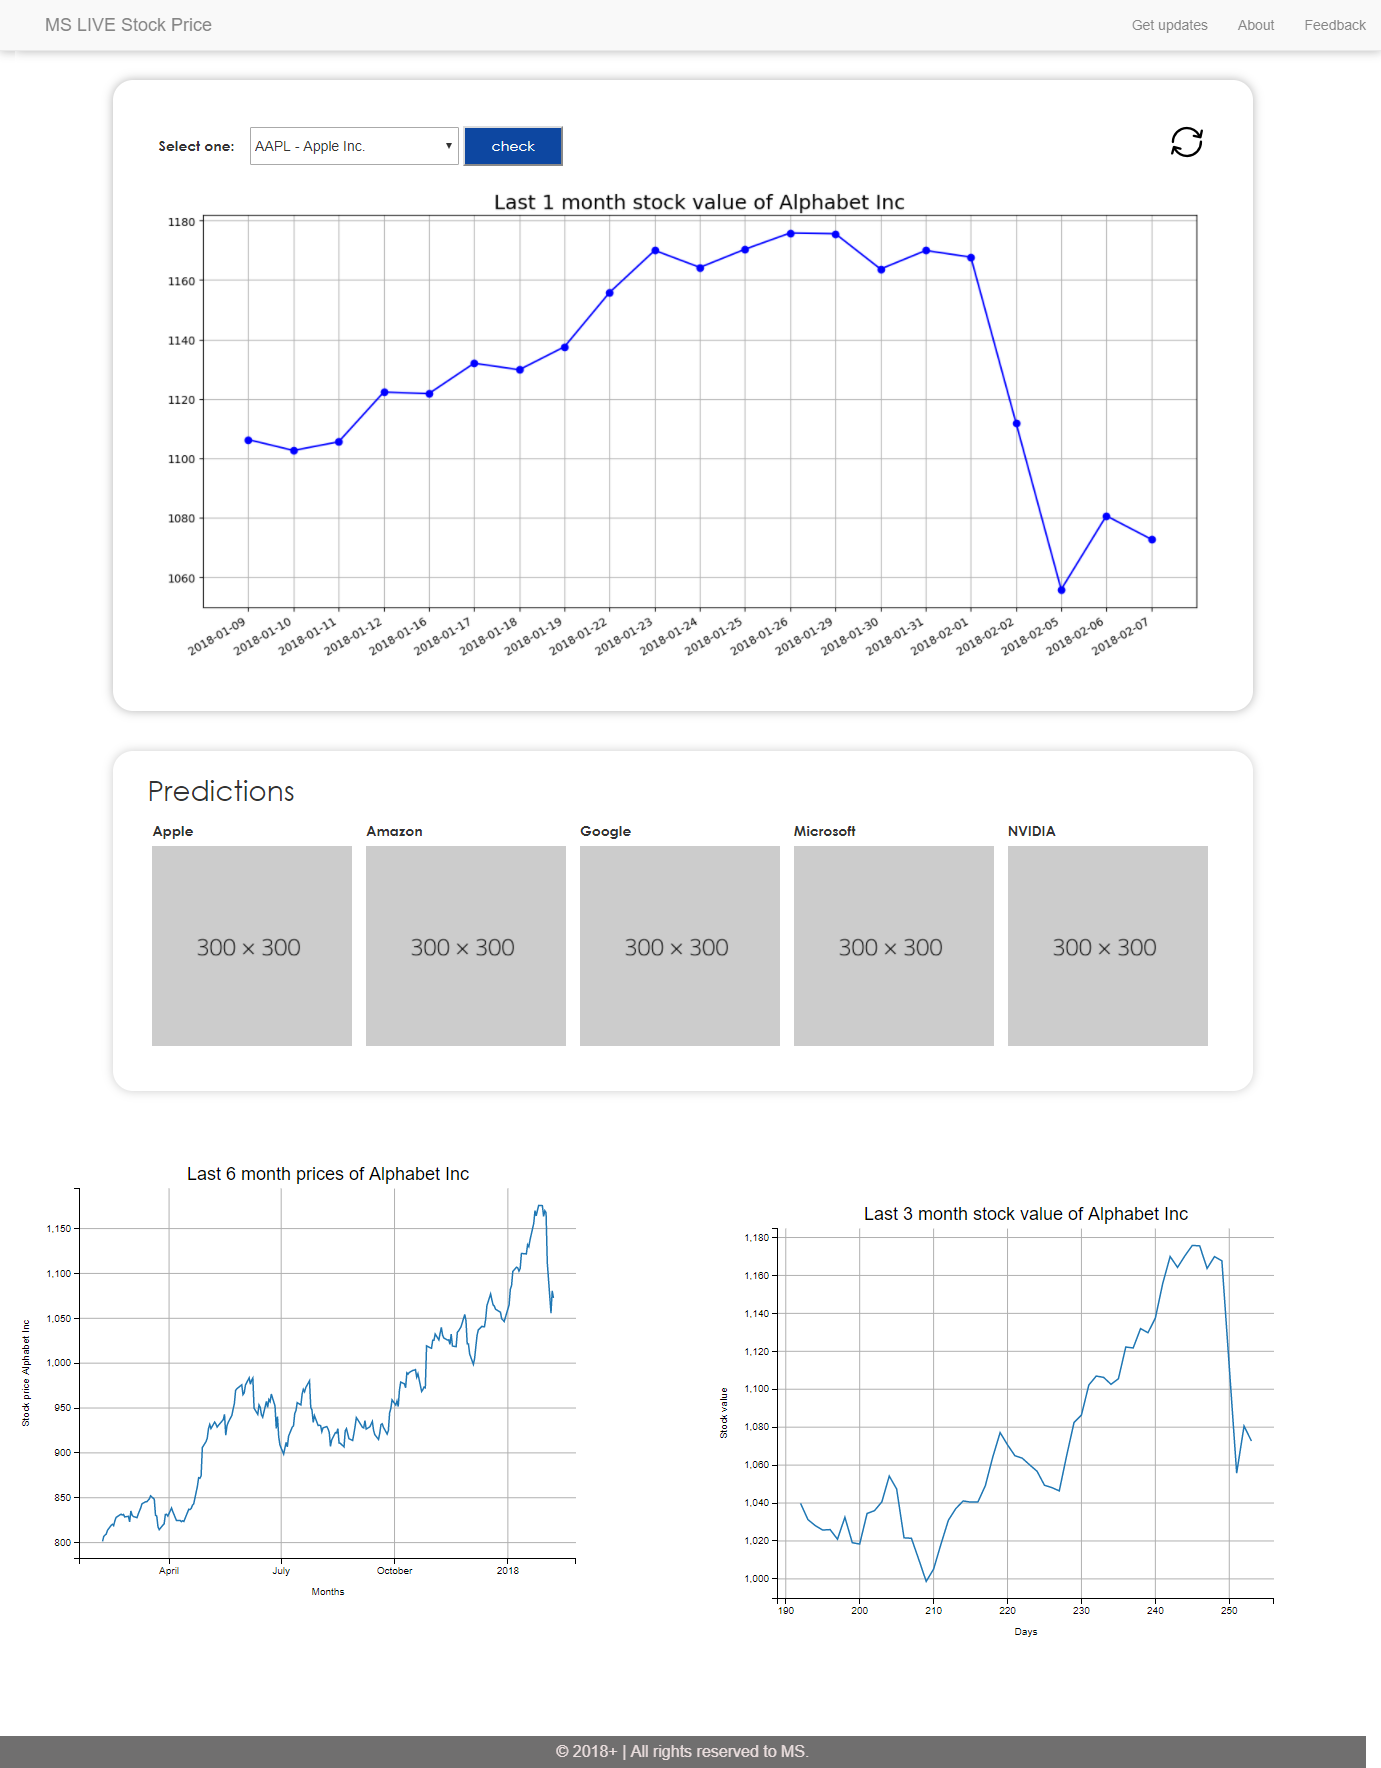 MS LIVE Stock Price
Get updates About Feedback
Select one: AAPL - Apple Inc. check
Last 1 month stock value of Alphabet Inc
1180
1160
1140
1120
1100
1080
1060
2018-01-09 2018-01-10 2018-01-11 2018-01-12 2018-01-16 2018-01-17 2018-01-18 2018-01-19 2018-01-22 2018-01-23 2018-01-24 2018-01-25 2018-01-26 2018-01-29 2018-01-30 2018-01-31 2018-02-01 2018-02-02 2018-02-05 2018-02-06 2018-02-07
Predictions
Apple Amazon Google Microsoft NVIDIA
300 × 300 300 × 300 300 × 300 300 × 300 300 × 300
Last 6 month prices of Alphabet Inc
1,150
1,100
1,050
1,000
950
900
850
800
Stock price Alphabet Inc
April July October 2018
Months
Last 3 month stock value of Alphabet Inc
1,180
1,160
1,140
1,120
1,100
1,080
1,060
1,040
1,020
1,000
Stock value
190 200 210 220 230 240 250
Days
© 2018+ | All rights reserved to MS.